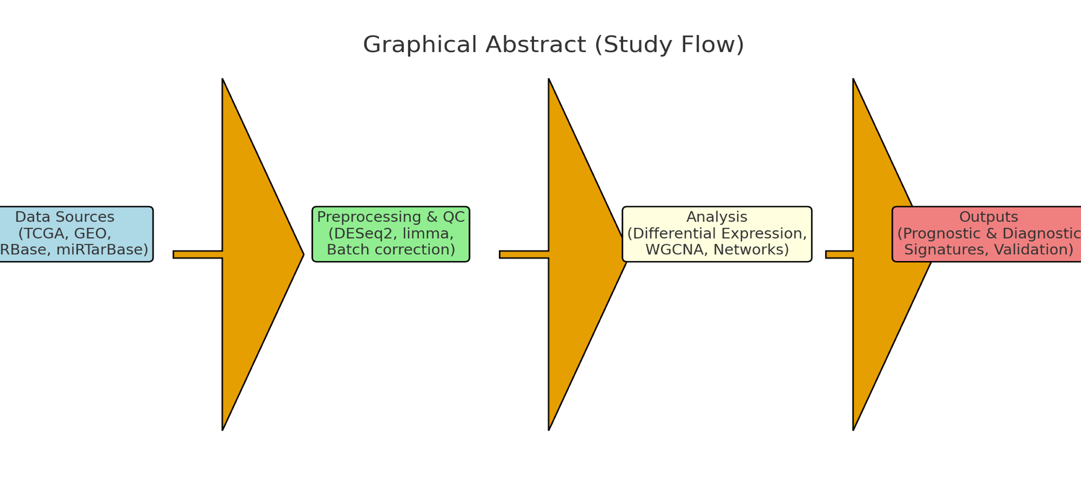 Graphical Abstract (Study Flow)
Data Sources
(TCGA, GEO,
RBase, miRTarBase)
Preprocessing & QC
(DESeq2, limma,
Batch correction)
Analysis
(Differential Expression,
WGCNA, Networks)
Outputs
(Prognostic & Diagnostic
Signatures, Validation)